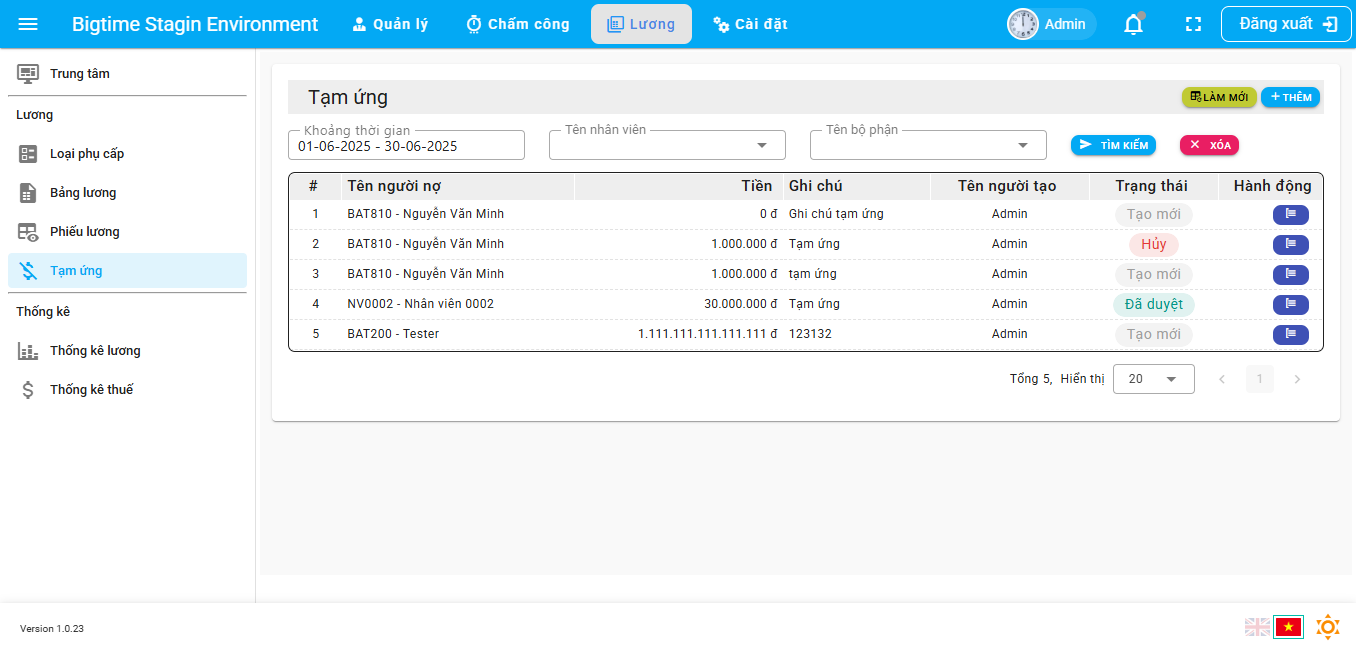 Bigtime Stagin Environment Quản lý Chấm công Lương Cài đặt Admin Đăng xuất
Trung tâm
Lương
Loại phụ cấp
Bảng lương
Phiếu lương
Tạm ứng
Thống kê
Thống kê lương
Thống kê thuế
Tạm ứng LÀM MỚI + THÊM
Khoảng thời gian Tên nhân viên Tên bộ phận
01-06-2025 - 30-06-2025 TÌM KIẾM XÓA
# Tên người nợ Tiền Ghi chú Tên người tạo Trạng thái Hành động
1 BAT810 - Nguyễn Văn Minh 0 đ Ghi chú tạm ứng Admin Tạo mới
2 BAT810 - Nguyễn Văn Minh 1.000.000 đ Tạm ứng Admin Hủy
3 BAT810 - Nguyễn Văn Minh 1.000.000 đ tạm ứng Admin Tạo mới
4 NV0002 - Nhân viên 0002 30.000.000 đ Tạm ứng Admin Đã duyệt
5 BAT200 - Tester 1.111.111.111.111.111 đ 123132 Admin Tạo mới
Tổng 5, Hiển thị 20 1
Version 1.0.23